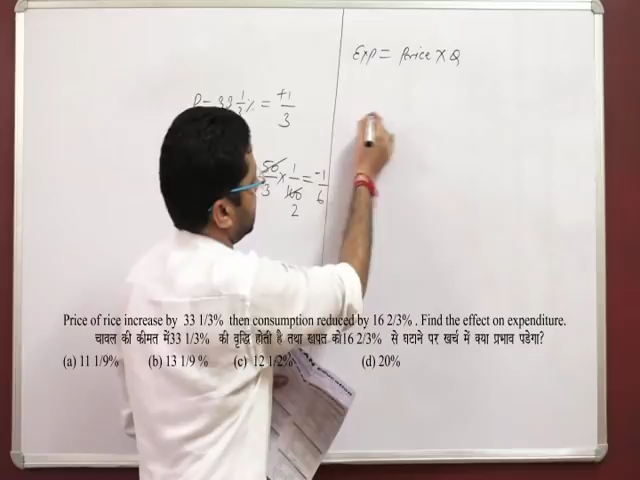 Exp = Price × Q
P = 33 1/3 % = +1/3
50/3 × 1/100 = -1/6
2
Price of rice increase by 33 1/3% then consumption reduced by 16 2/3% . Find the effect on expenditure.
चावल की कीमत में33 1/3% की वृद्धि होती है तथा खपत को16 2/3% से घटाने पर खर्च में क्या प्रभाव पडेगा?
(a) 11 1/9% (b) 13 1/9 % (c) 12 1/2% (d) 20%